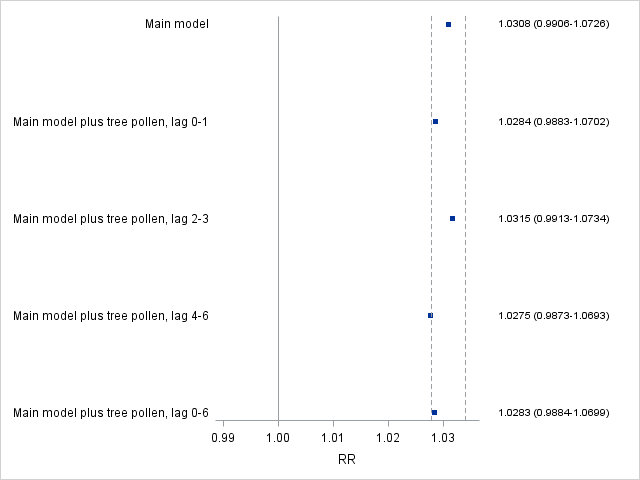 Main model 1.0308 (0.9906-1.0726)
Main model plus tree pollen, lag 0-1 1.0284 (0.9883-1.0702)
Main model plus tree pollen, lag 2-3 1.0315 (0.9913-1.0734)
Main model plus tree pollen, lag 4-6 1.0275 (0.9873-1.0693)
Main model plus tree pollen, lag 0-6 1.0283 (0.9884-1.0699)
0.99 1.00 1.01 1.02 1.03
RR